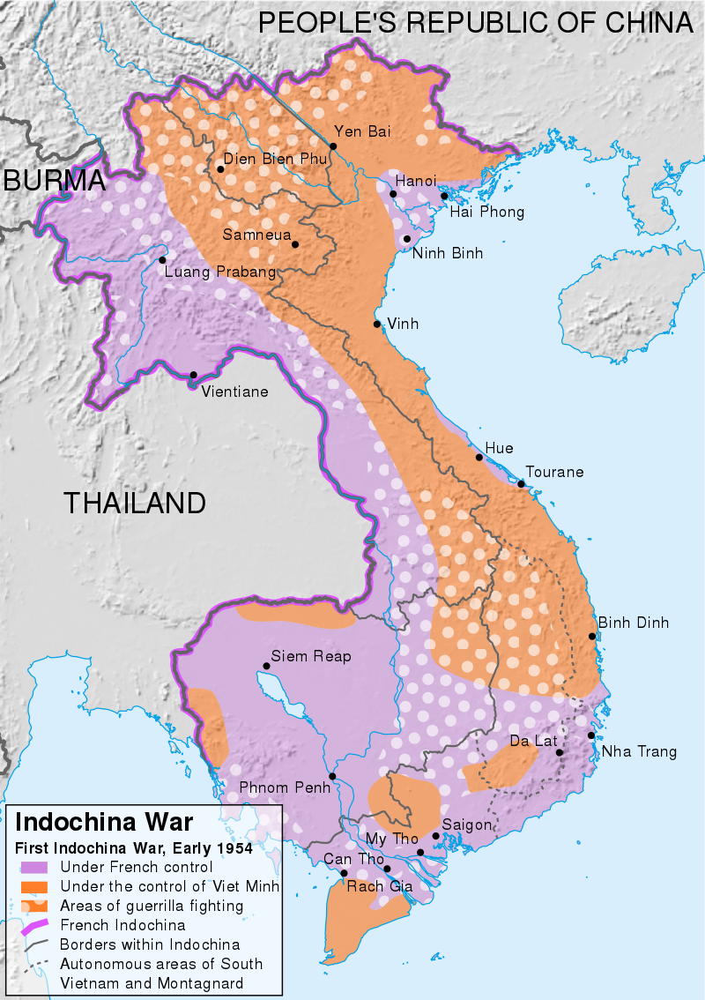 PEOPLE'S REPUBLIC OF CHINA
Yen Bai
Dien Bien Phu
BURMA
Hanoi
Hai Phong
Samneua
Ninh Binh
Luang Prabang
Vinh
Vientiane
Hue
Tourane
THAILAND
Binh Dinh
Siem Reap
Da Lat
Nha Trang
Phnom Penh
Saigon
My Tho
Can Tho
Rach Gia
Indochina War
First Indochina War, Early 1954
Under French control
Under the control of Viet Minh
Areas of guerrilla fighting
French Indochina
Borders within Indochina
Autonomous areas of South
Vietnam and Montagnard